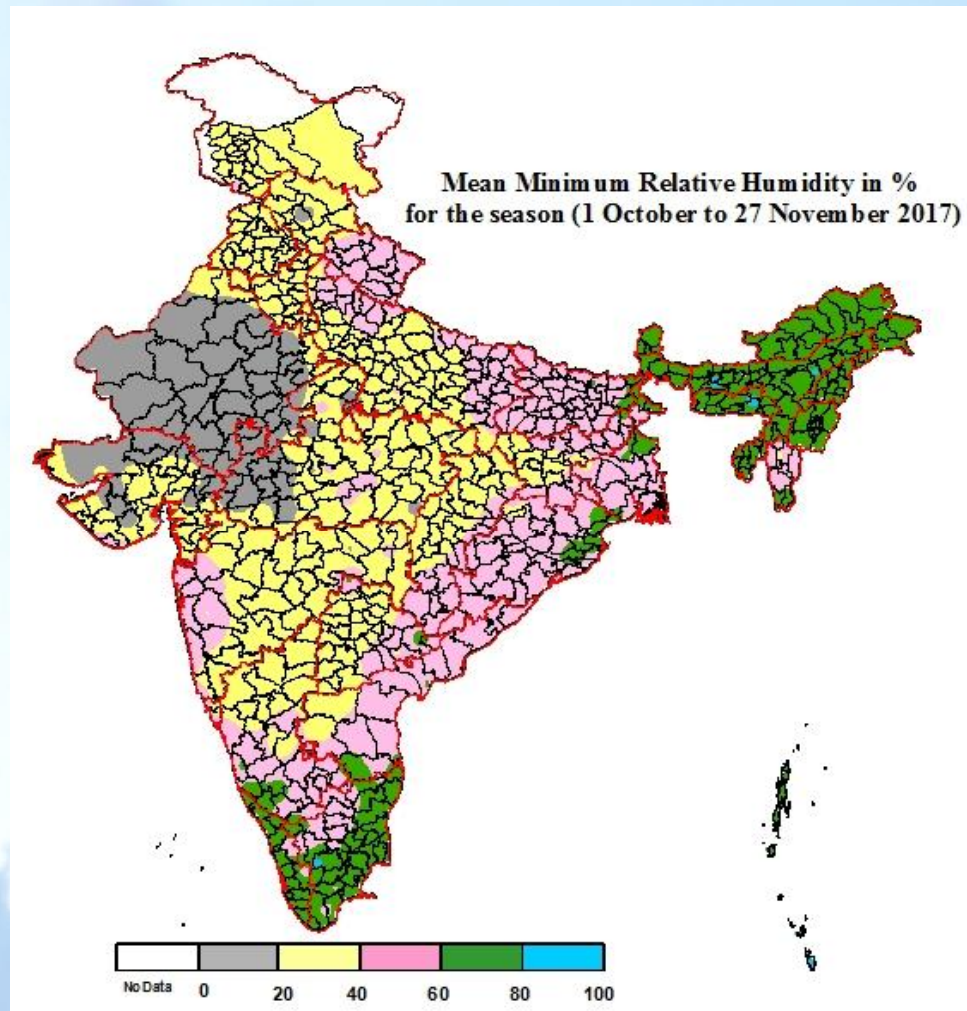 Mean Minimum Relative Humidity in %
for the season (1 October to 27 November 2017)
No Data 0 20 40 60 80 100